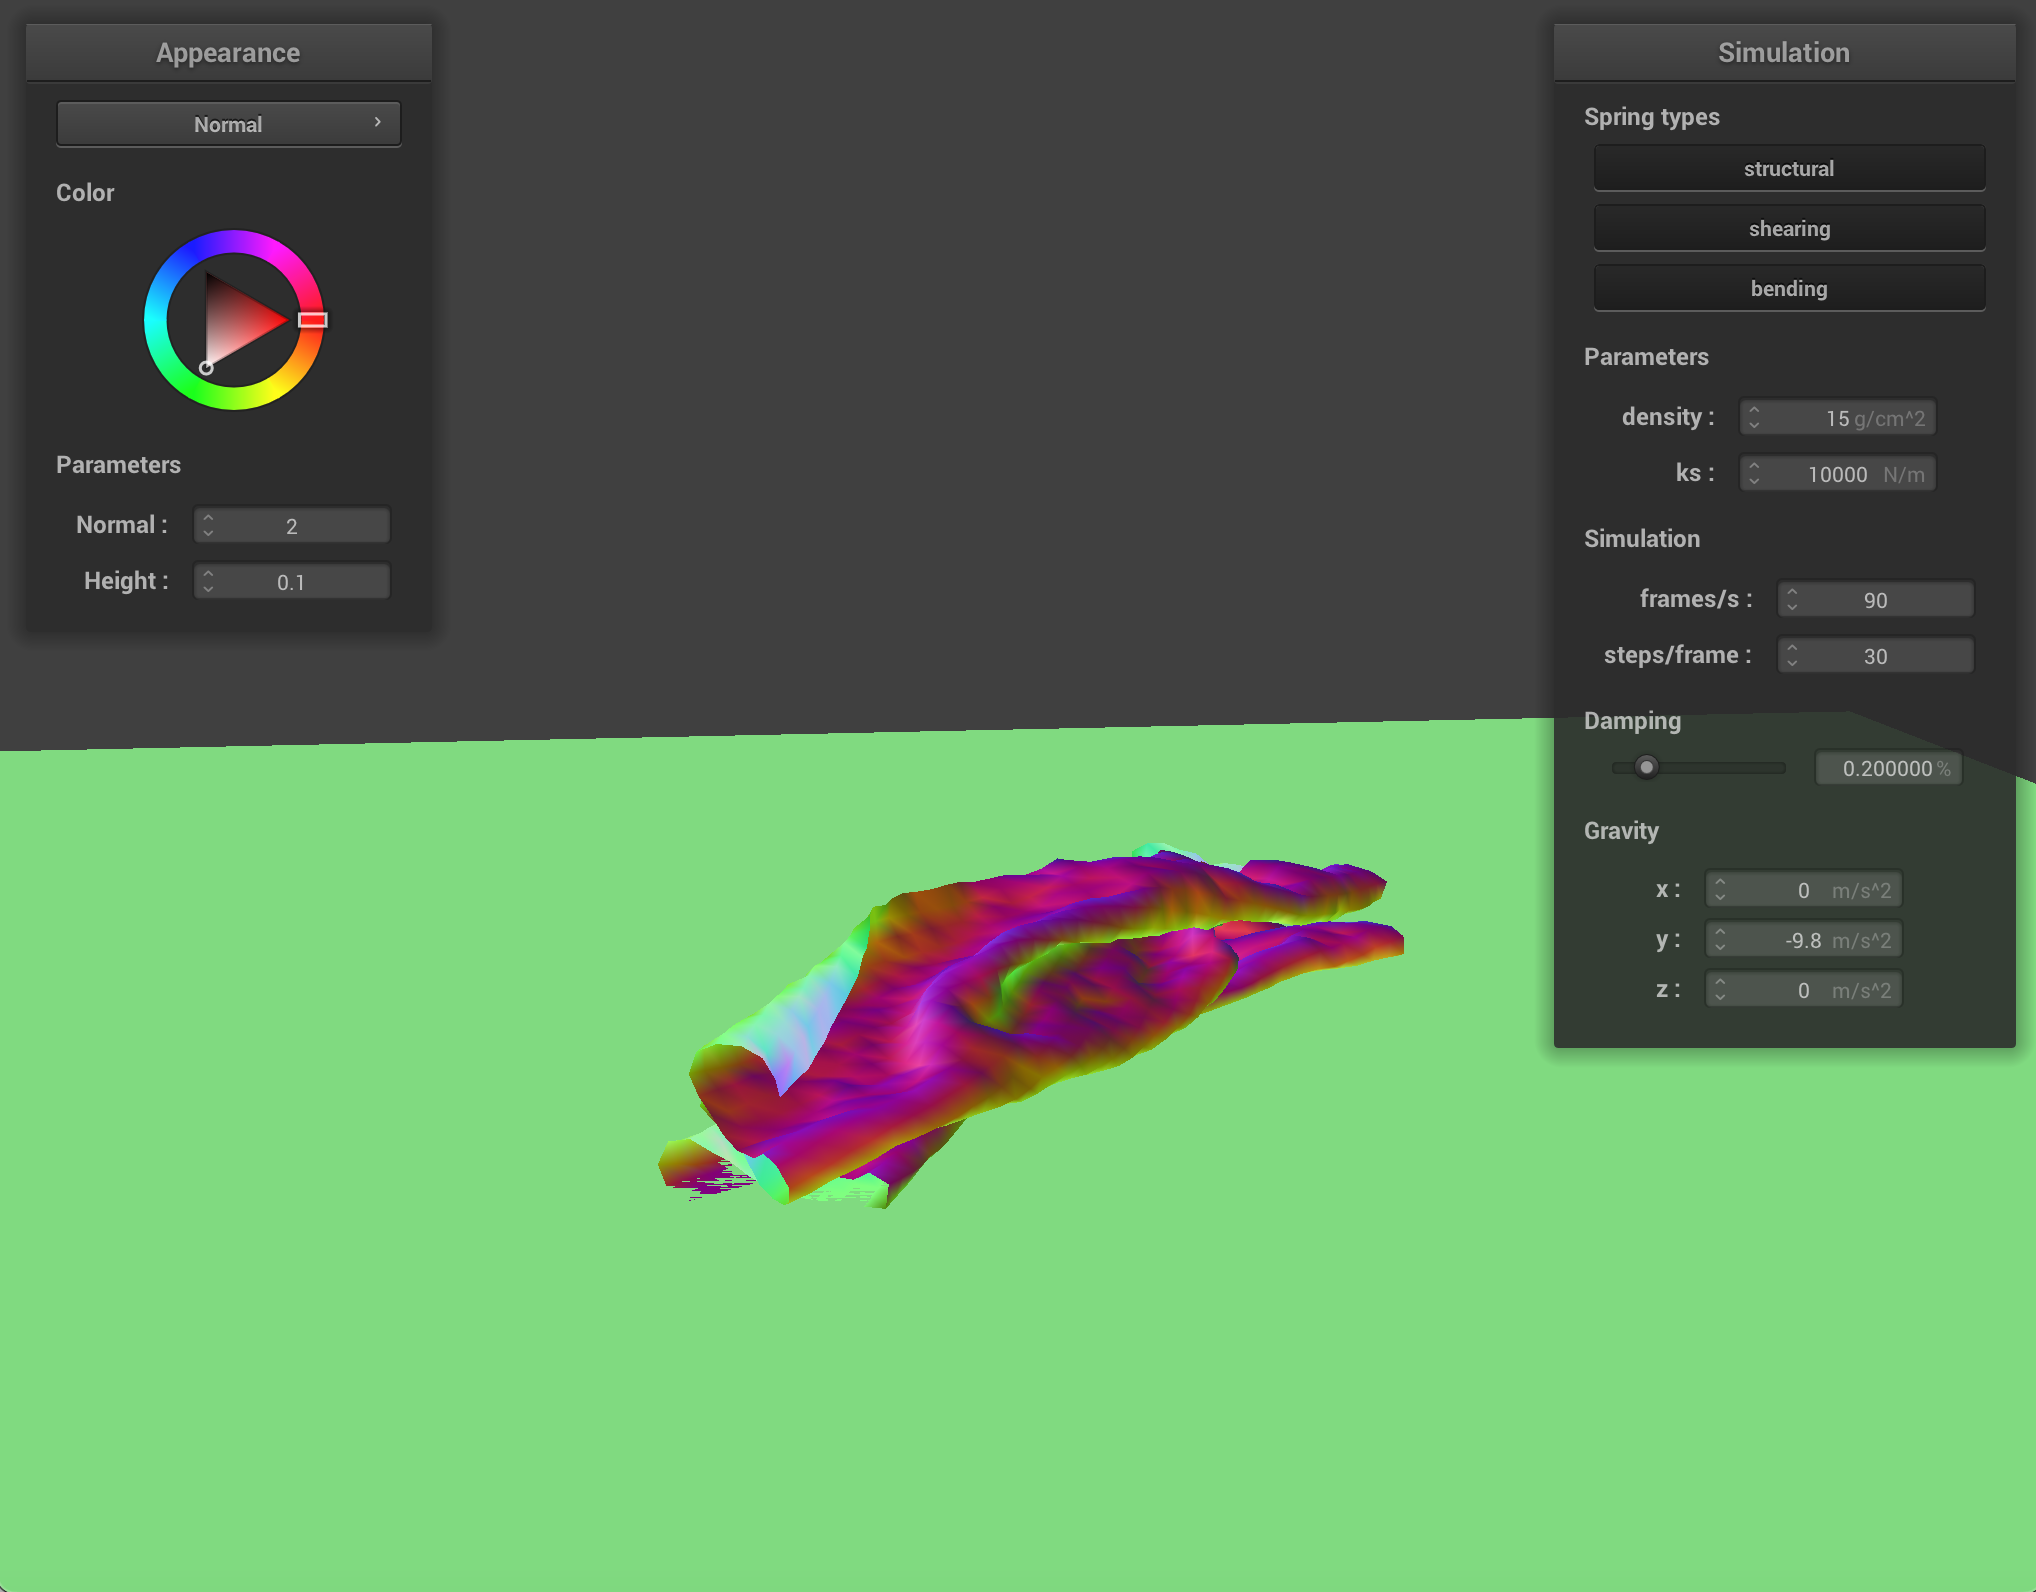 Appearance
Normal
Color
Parameters
Normal : 2
Height : 0.1
Simulation
Spring types
structural
shearing
bending
Parameters
density : 15 g/cm^2
ks : 10000 N/m
Simulation
frames/s : 90
steps/frame : 30
Damping
0.200000 %
Gravity
x : 0 m/s^2
y : -9.8 m/s^2
z : 0 m/s^2